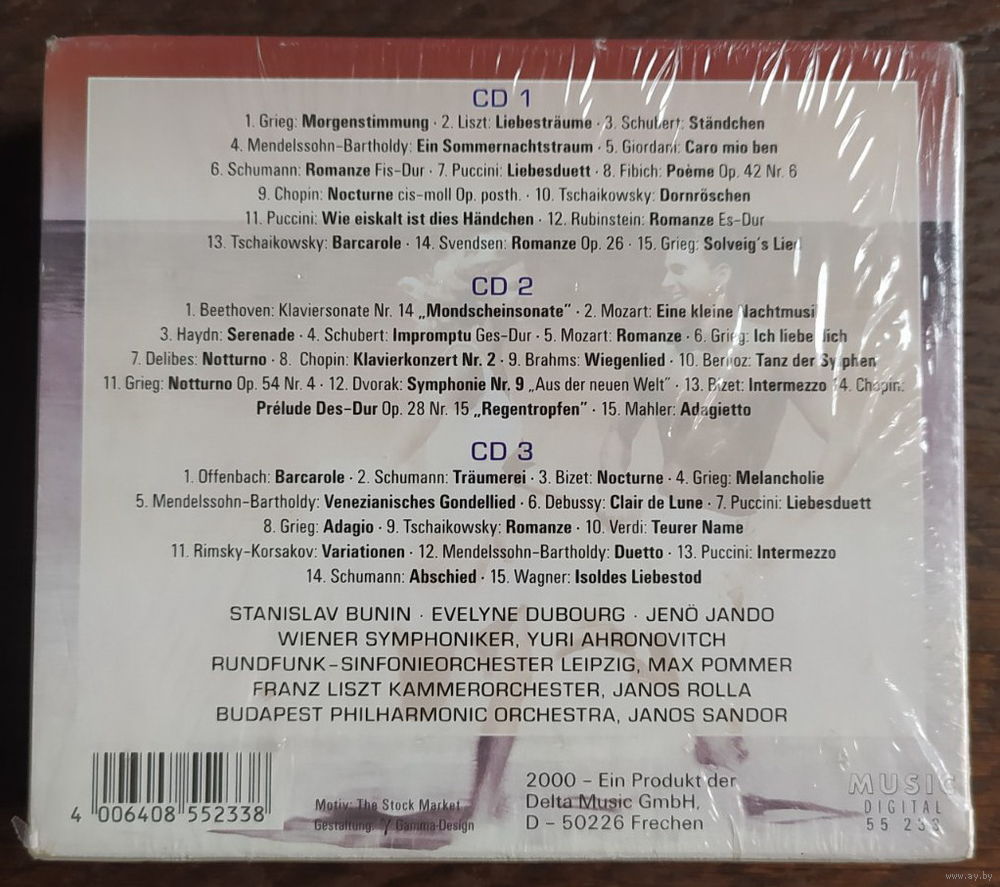 CD 1
1. Grieg: Morgenstimmung · 2. Liszt: Liebesträume · 3. Schubert: Ständchen
4. Mendelssohn-Bartholdy: Ein Sommernachtstraum · 5. Giordani: Caro mio ben
6. Schumann: Romanze Fis-Dur · 7. Puccini: Liebesduett · 8. Fibich: Poème Op. 42 Nr. 6
9. Chopin: Nocturne cis-moll Op. posth. · 10. Tschaikowsky: Dornröschen
11. Puccini: Wie eiskalt ist dies Händchen · 12. Rubinstein: Romanze Es-Dur
13. Tschaikowsky: Barcarole · 14. Svendsen: Romanze Op. 26 · 15. Grieg: Solveig's Lied
CD 2
1. Beethoven: Klaviersonate Nr. 14 „Mondscheinsonate" · 2. Mozart: Eine kleine Nachtmusik
3. Haydn: Serenade · 4. Schubert: Impromptu Ges-Dur · 5. Mozart: Romanze · 6. Grieg: Ich liebe dich
7. Delibes: Notturno · 8. Chopin: Klavierkonzert Nr. 2 · 9. Brahms: Wiegenlied · 10. Berlioz: Tanz der Sylphen
11. Grieg: Notturno Op. 54 Nr. 4 · 12. Dvorak: Symphonie Nr. 9 „Aus der neuen Welt" · 13. Bizet: Intermezzo 14. Chopin:
Prélude Des-Dur Op. 28 Nr. 15 „Regentropfen" · 15. Mahler: Adagietto
CD 3
1. Offenbach: Barcarole · 2. Schumann: Träumerei · 3. Bizet: Nocturne · 4. Grieg: Melancholie
5. Mendelssohn-Bartholdy: Venezianisches Gondellied · 6. Debussy: Clair de Lune · 7. Puccini: Liebesduett
8. Grieg: Adagio · 9. Tschaikowsky: Romanze · 10. Verdi: Teurer Name
11. Rimsky-Korsakov: Variationen · 12. Mendelssohn-Bartholdy: Duetto · 13. Puccini: Intermezzo
14. Schumann: Abschied · 15. Wagner: Isoldes Liebestod
STANISLAV BUNIN · EVELYNE DUBOURG · JENÖ JANDO
WIENER SYMPHONIKER, YURI AHRONOVITCH
RUNDFUNK-SINFONIEORCHESTER LEIPZIG, MAX POMMER
FRANZ LISZT KAMMERORCHESTER, JANOS ROLLA
BUDAPEST PHILHARMONIC ORCHESTRA, JANOS SANDOR
4 006408 552338
Motiv: The Stock Market
Gestaltung: γ Gamma-Design
2000 - Ein Produkt der
Delta Music GmbH,
D - 50226 Frechen
MUSIC
DIGITAL
55 233
www.ay.by